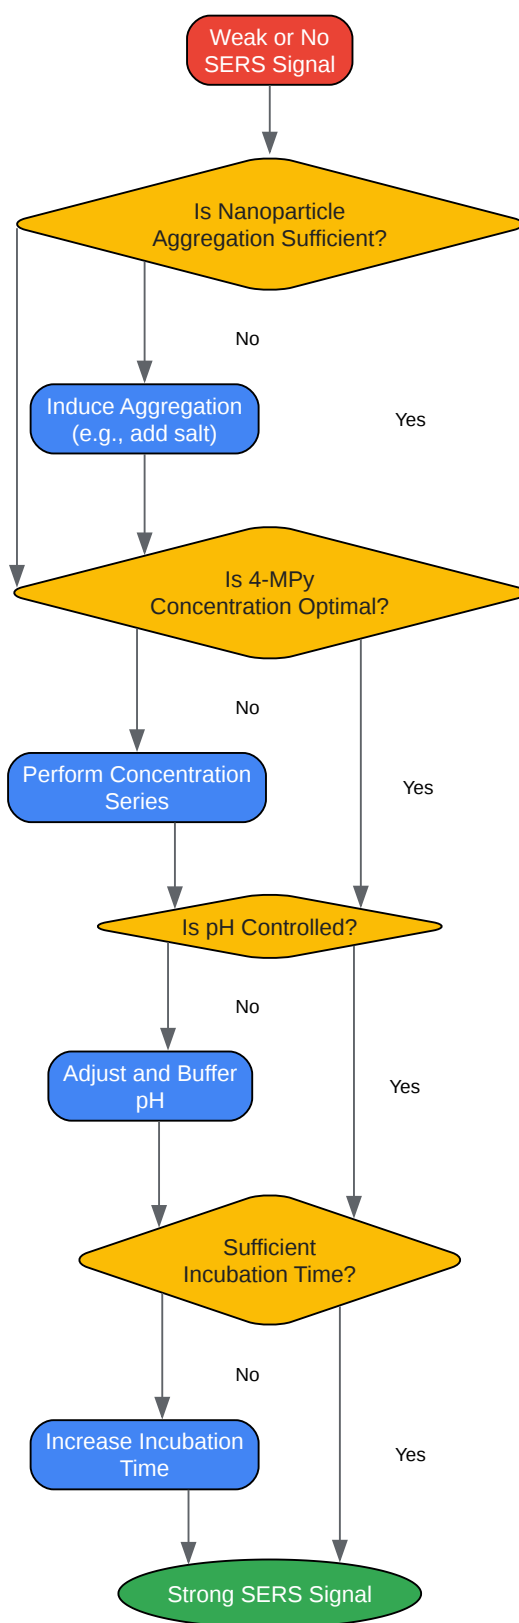 Weak or No
SERS Signal
Is Nanoparticle
Aggregation Sufficient?
No
Induce Aggregation
(e.g., add salt)
Yes
Is 4-MPy
Concentration Optimal?
No
Perform Concentration
Series
Yes
Is pH Controlled?
No
Adjust and Buffer
pH
Yes
Sufficient
Incubation Time?
No
Increase Incubation
Time
Yes
Strong SERS Signal